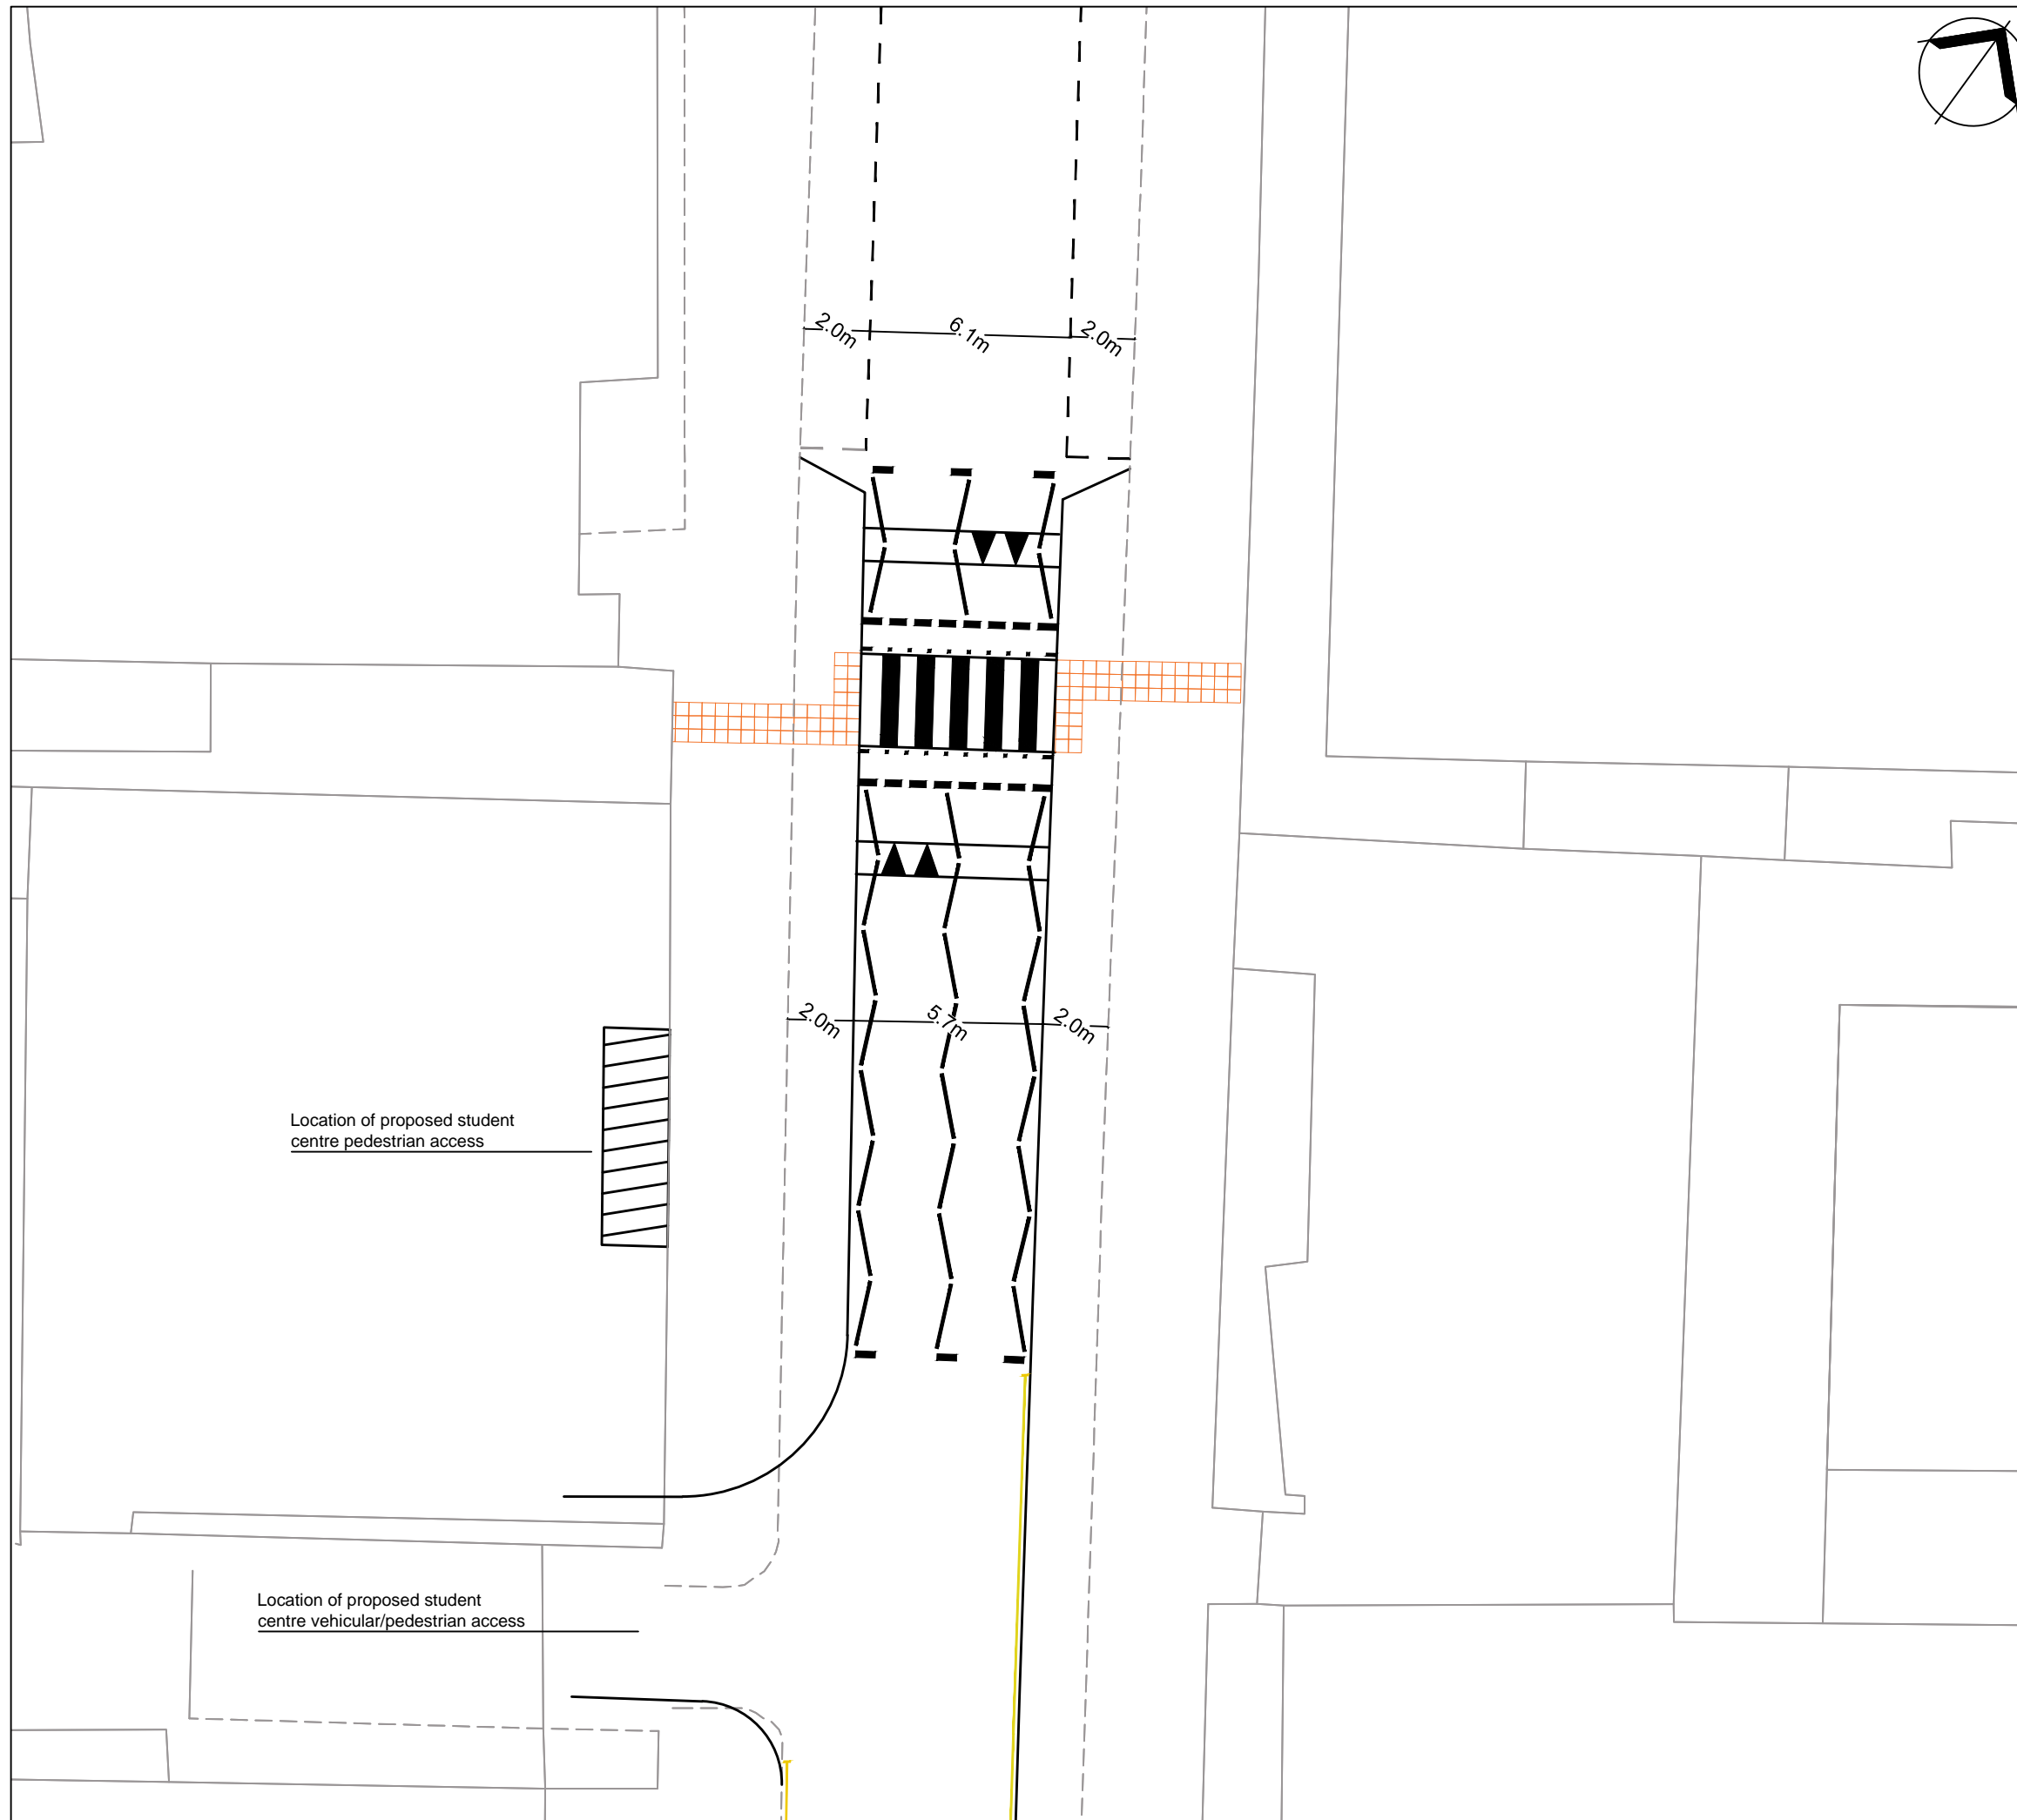 2.0m
6.1m
2.0m
2.0m
5.7m
2.0m
Location of proposed student
centre pedestrian access
Location of proposed student
centre vehicular/pedestrian access